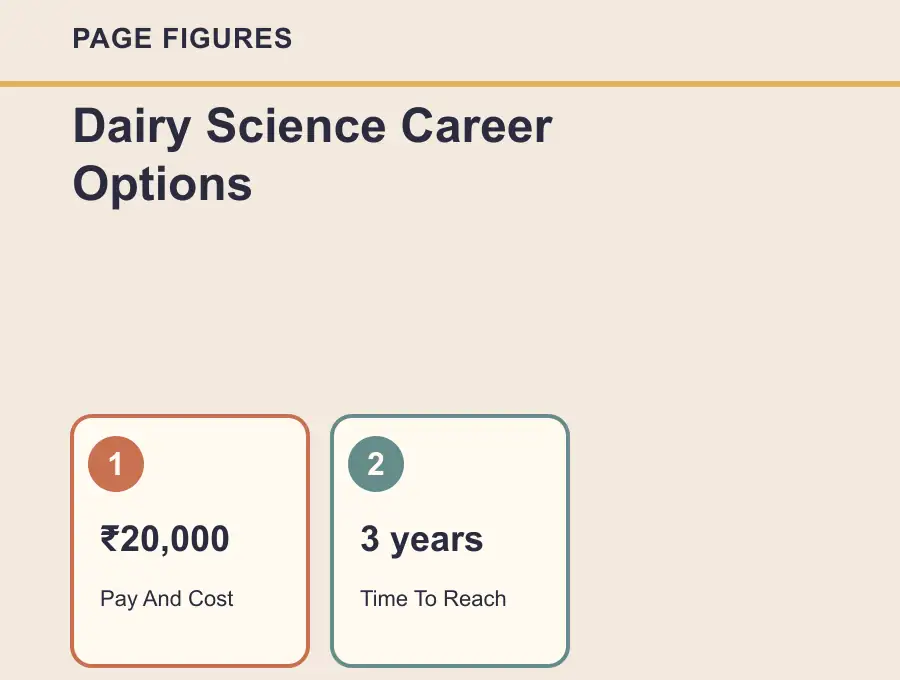 PAGE FIGURES
Dairy Science Career
Options
1
₹20,000
Pay And Cost
2
3 years
Time To Reach